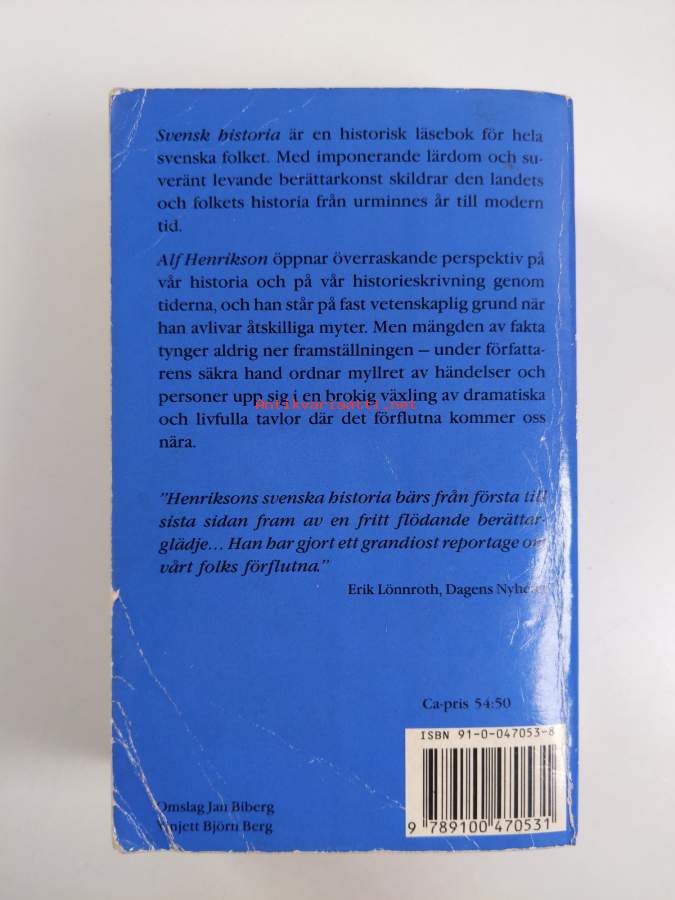 Svensk historia är en historisk läsebok för hela
svenska folket. Med imponerande lärdom och su-
veränt levande berättarkonst skildrar den landets
och folkets historia från urminnes år till modern
tid.
Alf Henrikson öppnar överraskande perspektiv på
vår historia och på vår historieskrivning genom
tiderna, och han står på fast vetenskaplig grund när
han avlivar åtskilliga myter. Men mängden av fakta
tynger aldrig ner framställningen – under författa-
rens säkra hand ordnar myllret av händelser och
personer upp sig i en brokig växling av dramatiska
Antikvariaatti.net
och livfulla tavlor där det förflutna kommer oss
nära.
”Henriksons svenska historia bärs från första till
sista sidan fram av en fritt flödande berättar-
glädje... Han har gjort ett grandiost reportage om
vårt folks förflutna.”
Erik Lönnroth, Dagens Nyheter
Ca-pris 54:50
ISBN 91-0-047053-8
9 789100 470531
Omslag Jan Biberg
Vinjett Björn Berg